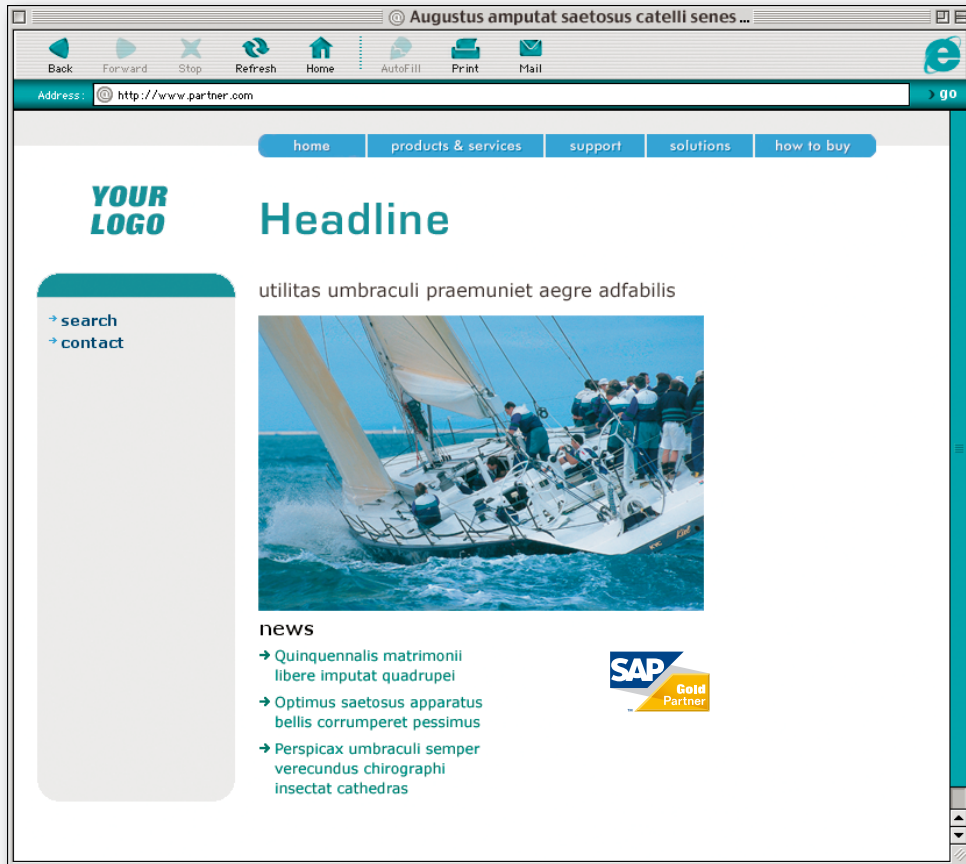 Augustus amputat saetosus catelli senes ...
Back Forward Stop Refresh Home AutoFill Print Mail
Address: http://www.partner.com go
home products & services support solutions how to buy
YOUR
LOGO
Headline
utilitas umbraculi praemuniet aegre adfabilis
search
contact
news
Quinquennalis matrimonii
libere imputat quadrupei
Optimus saetosus apparatus
bellis corrumperet pessimus
Perspicax umbraculi semper
verecundus chirographi
insectat cathedras
SAP
Gold
Partner